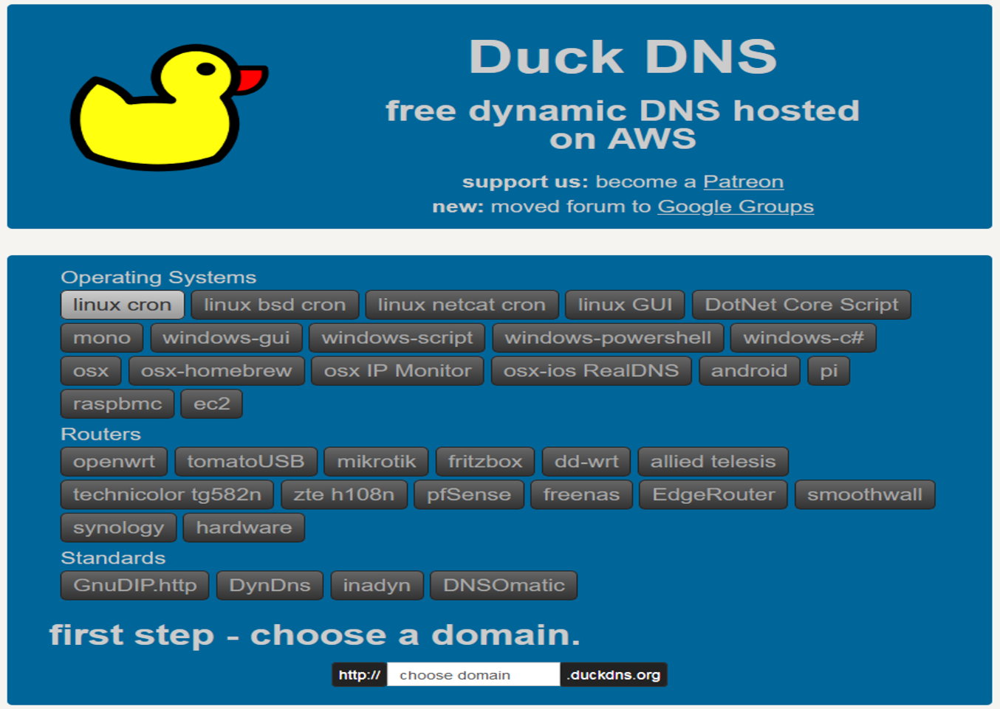 Duck DNS
free dynamic DNS hosted
on AWS
support us: become a Patreon
new: moved forum to Google Groups
Operating Systems
linux cron linux bsd cron linux netcat cron linux GUI DotNet Core Script
mono windows-gui windows-script windows-powershell windows-c#
osx osx-homebrew osx IP Monitor osx-ios RealDNS android pi
raspbmc ec2
Routers
openwrt tomatoUSB mikrotik fritzbox dd-wrt allied telesis
technicolor tg582n zte h108n pfSense freenas EdgeRouter smoothwall
synology hardware
Standards
GnuDIP.http DynDns inadyn DNSOmatic
first step - choose a domain.
http:// choose domain .duckdns.org